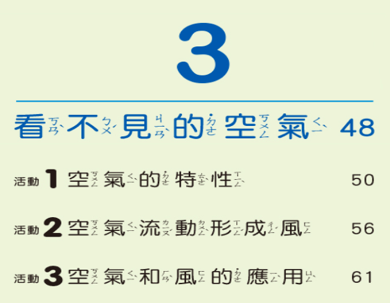 3
看不見的空氣 48
活動1 空氣的特性 50
活動2 空氣流動形成風 56
活動3 空氣和風的應用 61